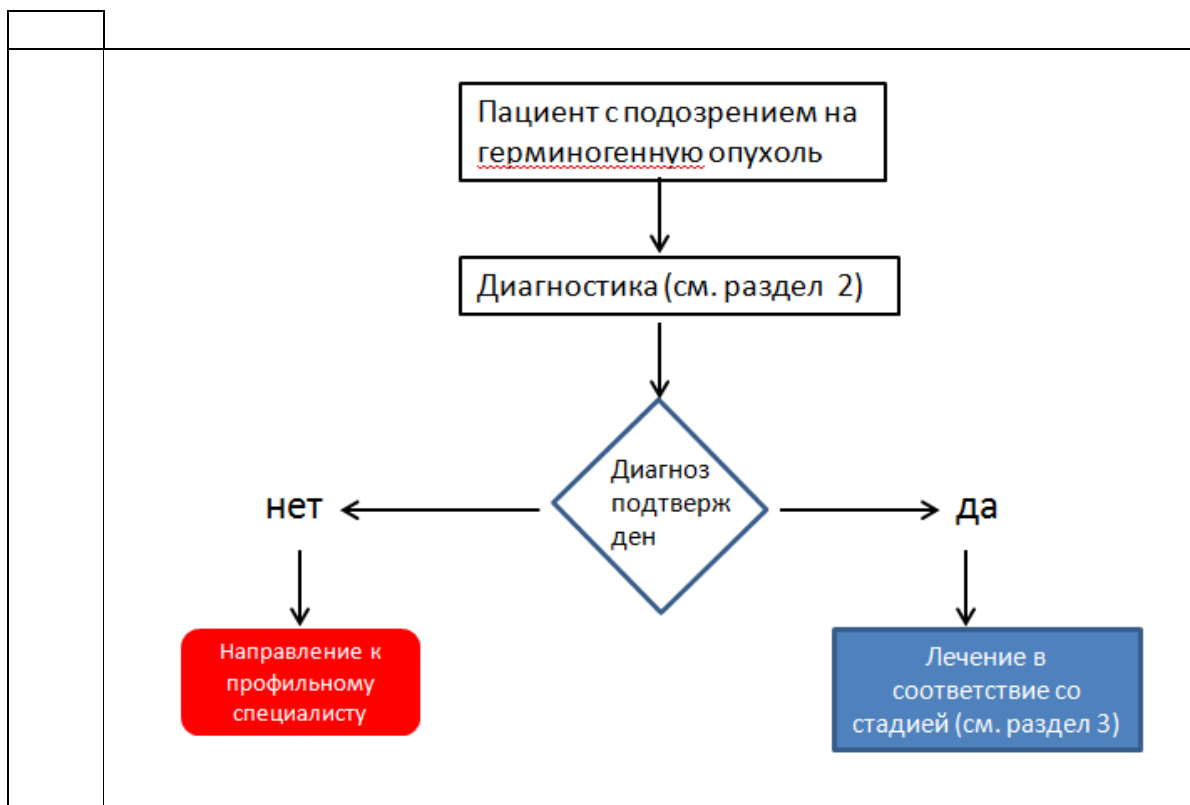 Пациент с подозрением на
герминогенную опухоль
Диагностика (см. раздел 2)
Диагноз
подтверж
ден
нет
да
Направление к
профильному
специалисту
Лечение в
соответствие со
стадией (см. раздел 3)